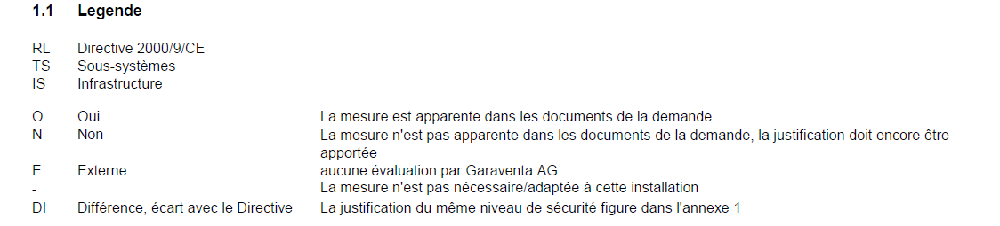 1.1 Legende
RL Directive 2000/9/CE
TS Sous-systèmes
IS Infrastructure
O Oui La mesure est apparente dans les documents de la demande
N Non La mesure n'est pas apparente dans les documents de la demande, la justification doit encore être
apportée
E Externe aucune évaluation par Garaventa AG
- La mesure n'est pas nécessaire/adaptée à cette installation
DI Différence, écart avec le Directive La justification du même niveau de sécurité figure dans l'annexe 1